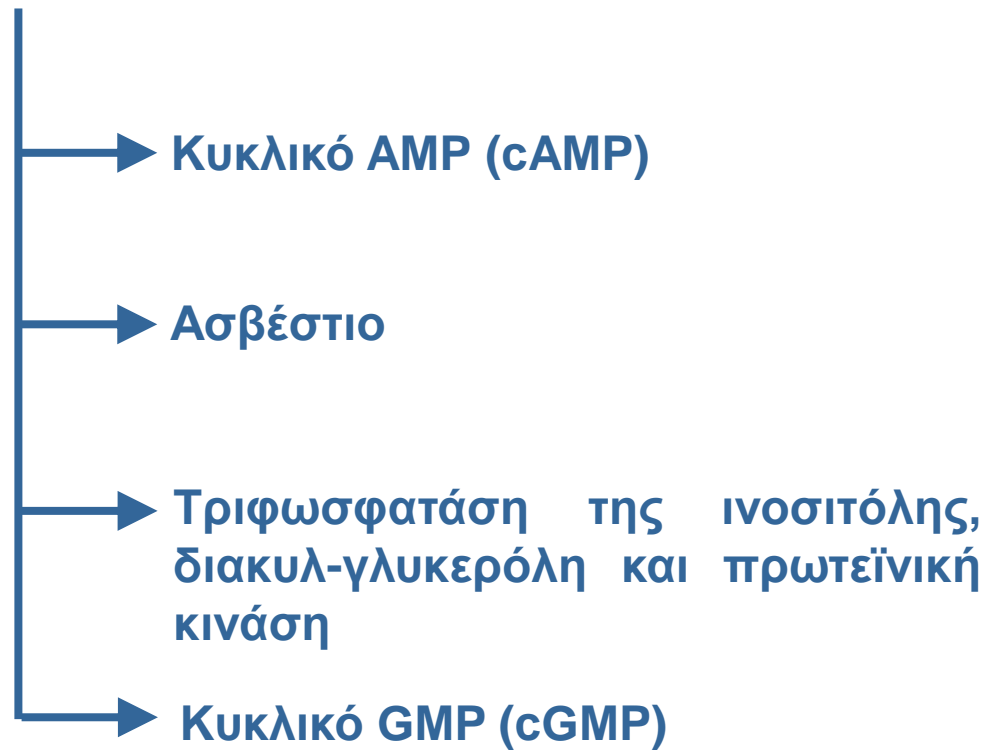 Κυκλικό AMP (cAMP)
Ασβέστιο
Τριφωσφατάση της ινοσιτόλης,
διακυλ-γλυκερόλη και πρωτεϊνική
κινάση
Κυκλικό GMP (cGMP)